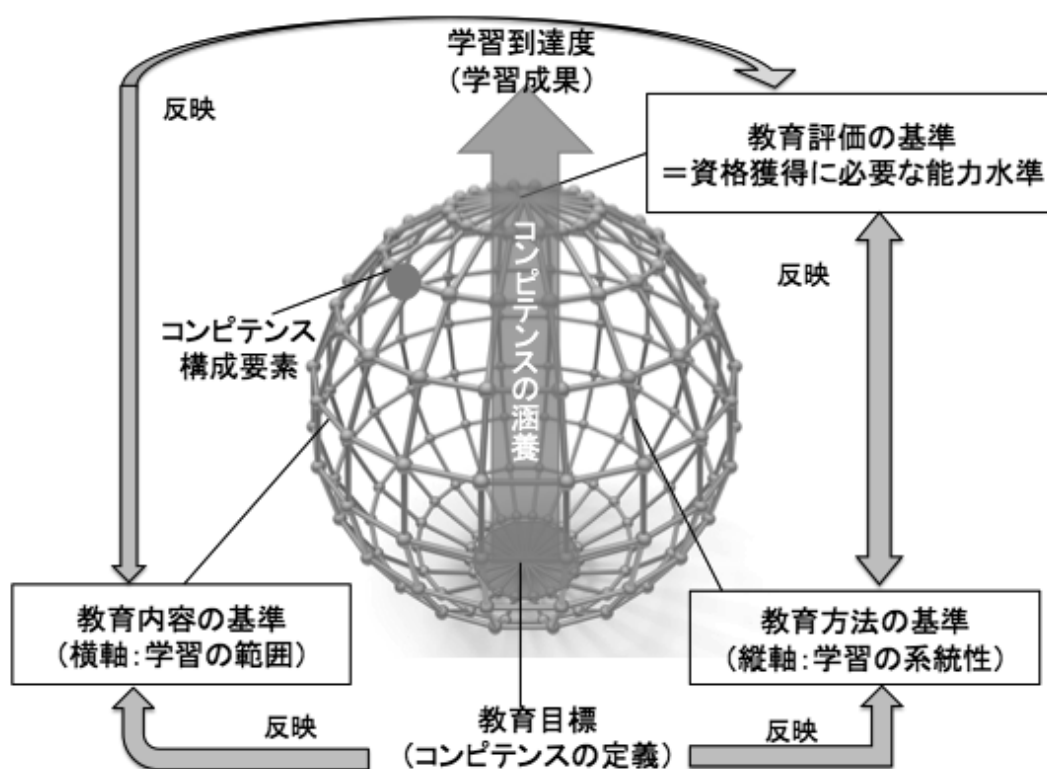 学習到達度
(学習成果)
反映
教育評価の基準
＝資格獲得に必要な能力水準
反映
コンピテンスの涵養
コンピテンス
構成要素
教育内容の基準
(横軸:学習の範囲)
教育方法の基準
(縦軸:学習の系統性)
反映
教育目標
(コンピテンスの定義)
反映